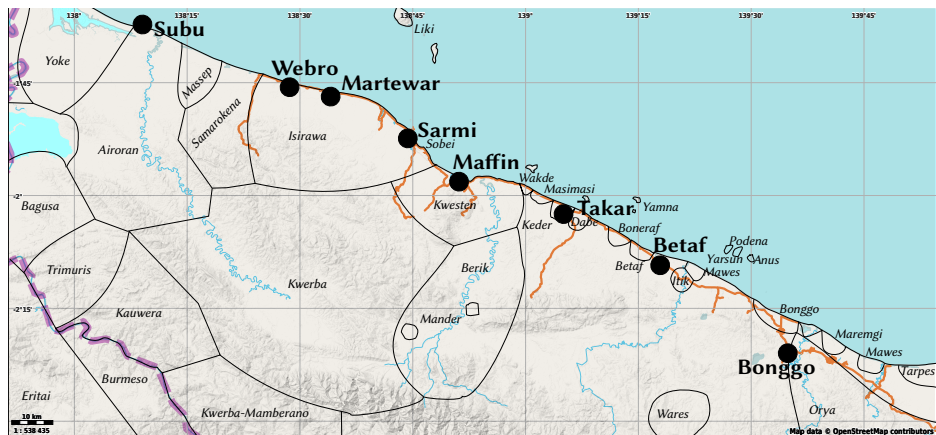 138°15'
138°30'
138°45'
139°
139°15'
139°30'
139°45'
Subu
Liki
Yoke
Webro
Massep
-1°45'
Martewar
Samarokena
Sarmi
Isirawa
Sobei
Airoran
Maffin
Wakde
Masimasi
-2°
Kwesten
Takar
Yamna
Bagusa
Keder
Dabe
Boneraf
Betaf
Podena
Yarsun
Anus
Trimuris
Berik
Betaf
Mawes
Itik
Kwerba
-2°15'
Kauwera
Mander
Bonggo
Maremgi
Mawes
Bonggo
Tarpes
Burmeso
Eritai
Kwerba-Mamberano
Wares
Orya
10 km
1 : 538 435
Map data © OpenStreetMap contributors